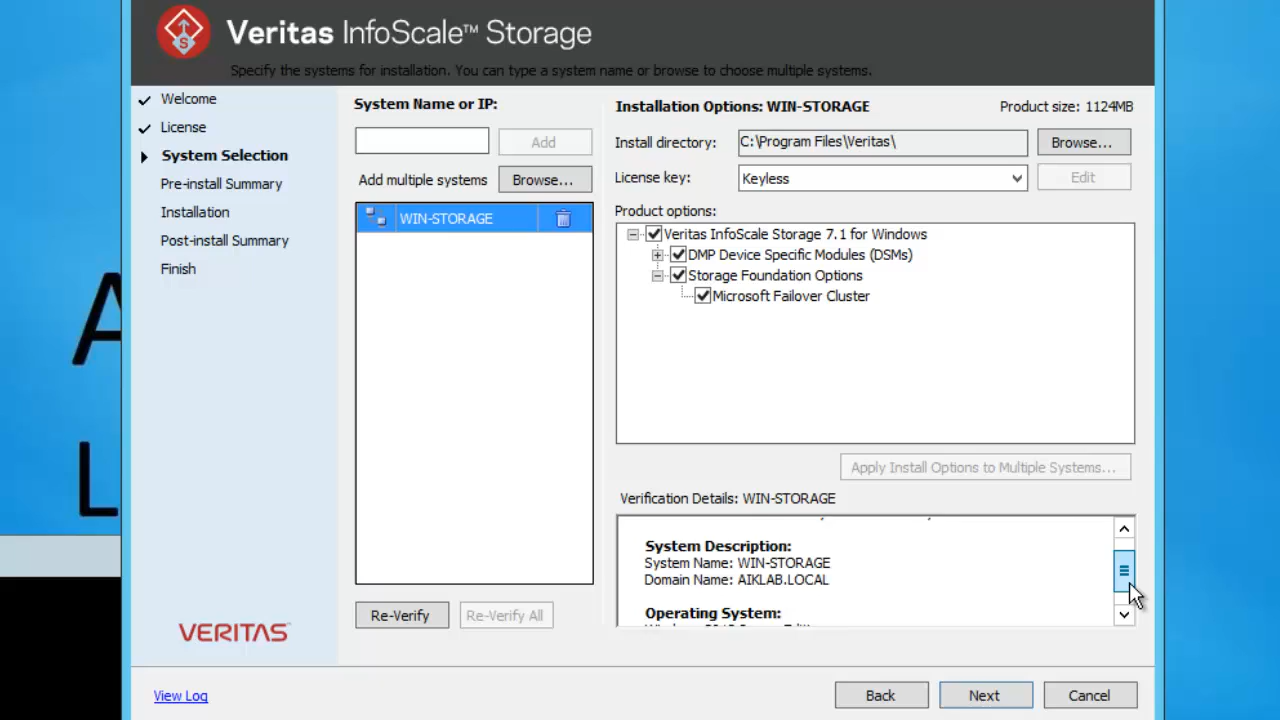 Veritas InfoScale™ Storage
Specify the systems for installation. You can type a system name or browse to choose multiple systems.
Welcome
License
System Selection
Pre-install Summary
Installation
Post-install Summary
Finish
VERITAS
System Name or IP:
Add
Add multiple systems
Browse...
WIN-STORAGE
Re-Verify
Re-Verify All
Installation Options: WIN-STORAGE
Product size: 1124MB
Install directory:
C:\Program Files\Veritas\
Browse...
License key:
Keyless
Edit
Product options:
Veritas InfoScale Storage 7.1 for Windows
DMP Device Specific Modules (DSMs)
Storage Foundation Options
Microsoft Failover Cluster
Apply Install Options to Multiple Systems...
Verification Details: WIN-STORAGE
System Description:
System Name: WIN-STORAGE
Domain Name: AIKLAB.LOCAL
Operating System:
View Log
Back
Next
Cancel
A
L